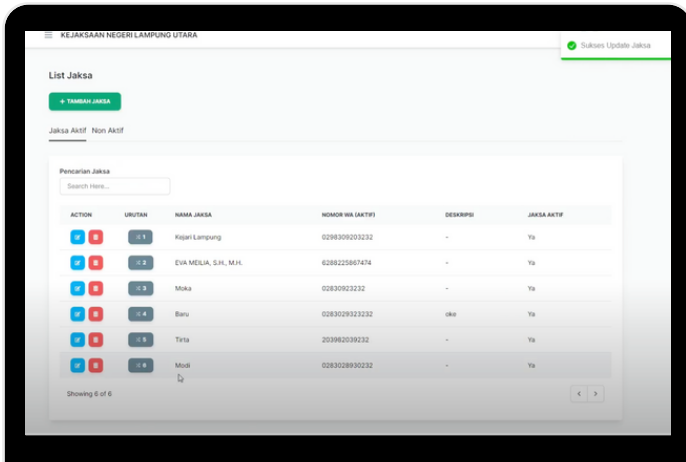 KEJAKSAAN NEGERI LAMPUNG UTARA
Sukses Update Jaksa
List Jaksa
+ TAMBAH JAKSA
Jaksa Aktif Non Aktif
Pencarian Jaksa
Search Here...
ACTION URUTAN NAMA JAKSA NOMOR WA (AKTIF) DESKRIPSI JAKSA AKTIF
1 Kejari Lampung 0298309203232 - Ya
2 EVA MEILIA, S.H., M.H. 6288225867474 - Ya
3 Moka 02830923232 - Ya
4 Baru 0283029323232 oke Ya
5 Tirta 203982039232 - Ya
6 Modi 0283028930232 - Ya
Showing 6 of 6